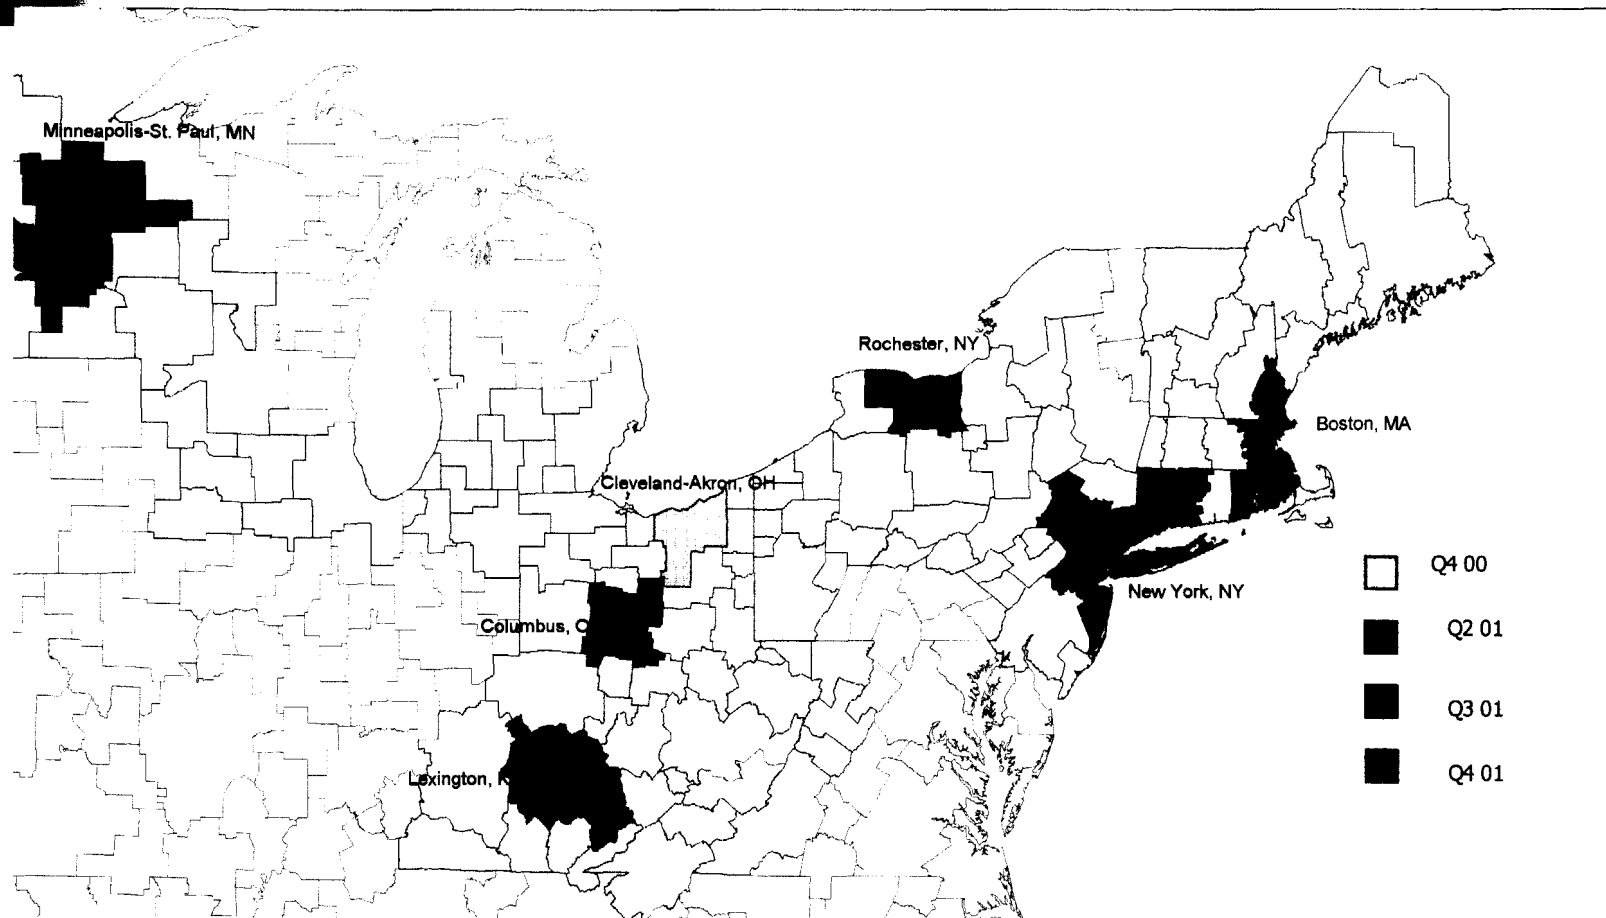 Minneapolis-St. Paul, MN
Rochester, NY
Boston, MA
Cleveland-Akron, OH
New York, NY
Columbus, O
Lexington, K
Q4 00
Q2 01
Q3 01
Q4 01